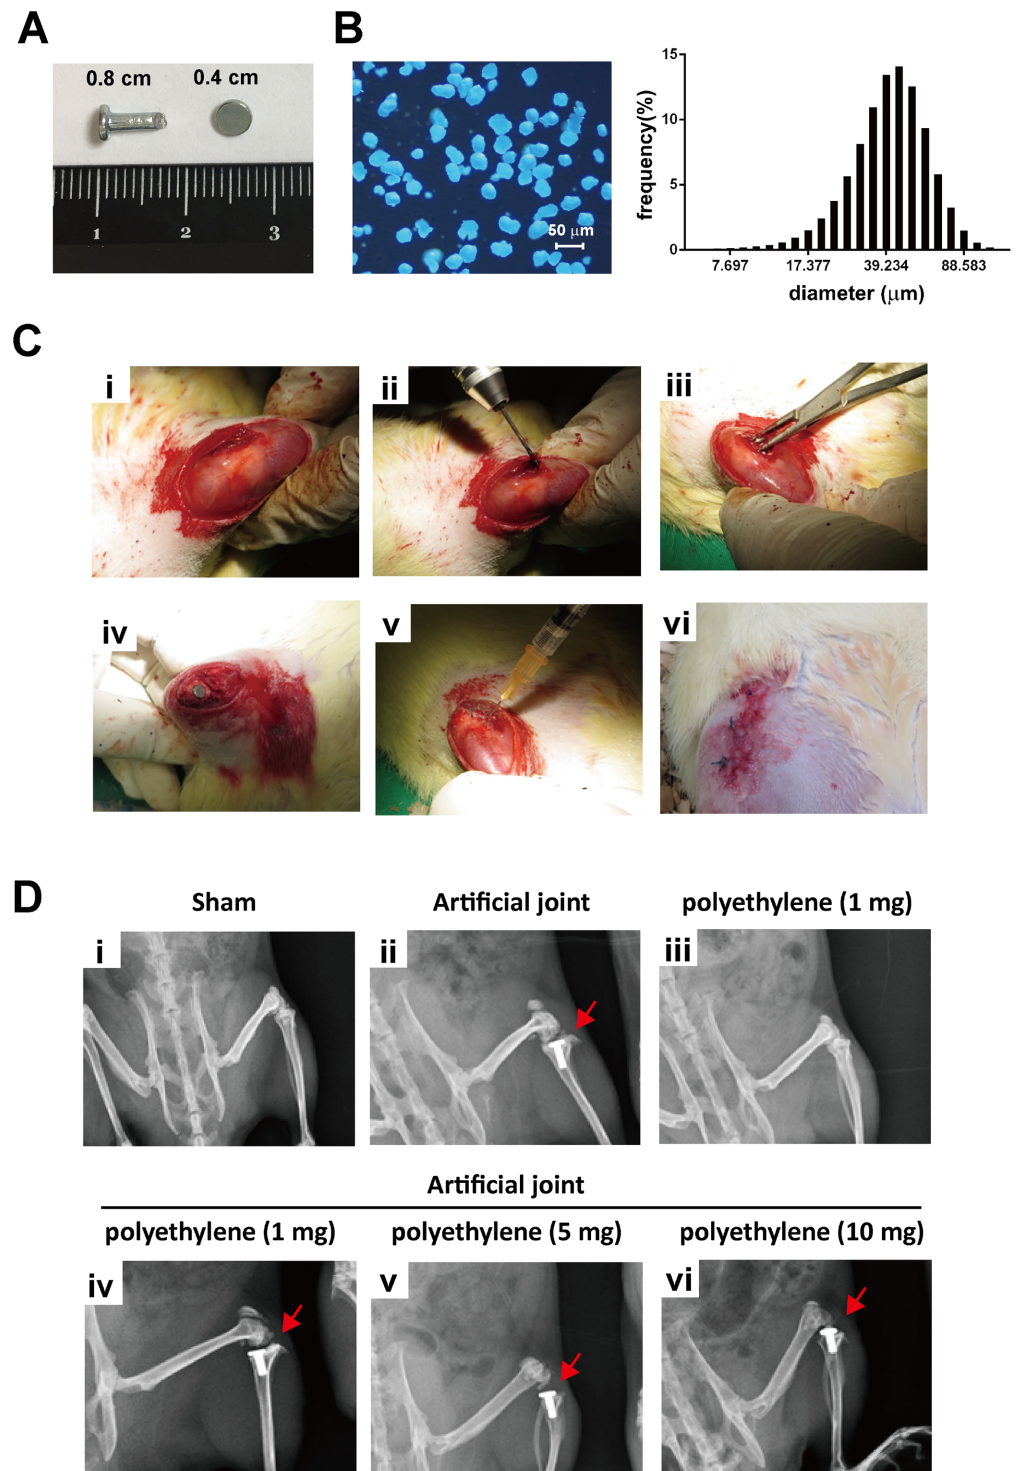 A
B
0.8 cm 0.4 cm
1 2 3
50 μm
frequency(%)
15
10
5
0
7.697 17.377 39.234 88.583
diameter (μm)
C
i
ii
iii
iv
v
vi
D
Sham
Artificial joint
polyethylene (1 mg)
i
ii
iii
Artificial joint
polyethylene (1 mg)
polyethylene (5 mg)
polyethylene (10 mg)
iv
v
vi